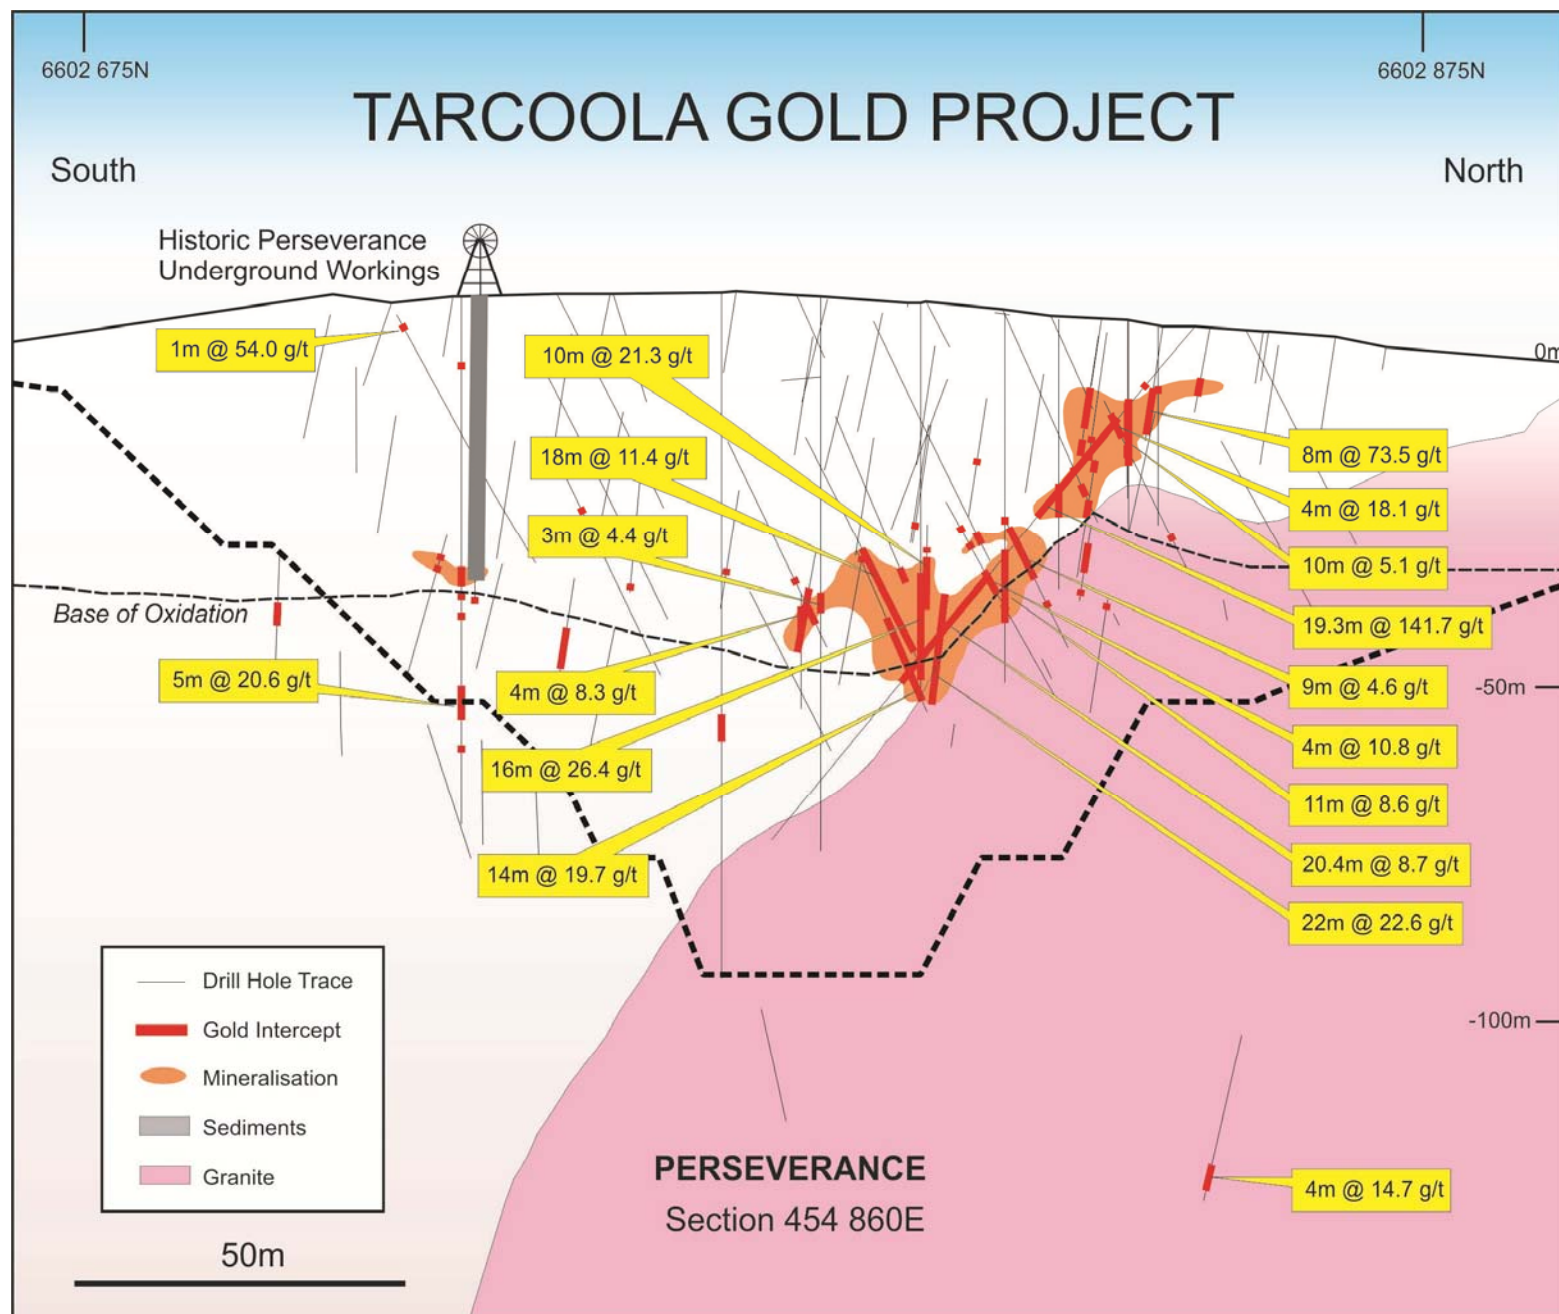 6602 675N
6602 875N
TARCOOLA GOLD PROJECT
South
North
Historic Perseverance
Underground Workings
1m @ 54.0 g/t
10m @ 21.3 g/t
0m
18m @ 11.4 g/t
8m @ 73.5 g/t
4m @ 18.1 g/t
3m @ 4.4 g/t
10m @ 5.1 g/t
Base of Oxidation
19.3m @ 141.7 g/t
5m @ 20.6 g/t
4m @ 8.3 g/t
9m @ 4.6 g/t
-50m
4m @ 10.8 g/t
16m @ 26.4 g/t
11m @ 8.6 g/t
14m @ 19.7 g/t
20.4m @ 8.7 g/t
22m @ 22.6 g/t
Drill Hole Trace
Gold Intercept
Mineralisation
Sediments
Granite
-100m
PERSEVERANCE
Section 454 860E
4m @ 14.7 g/t
50m